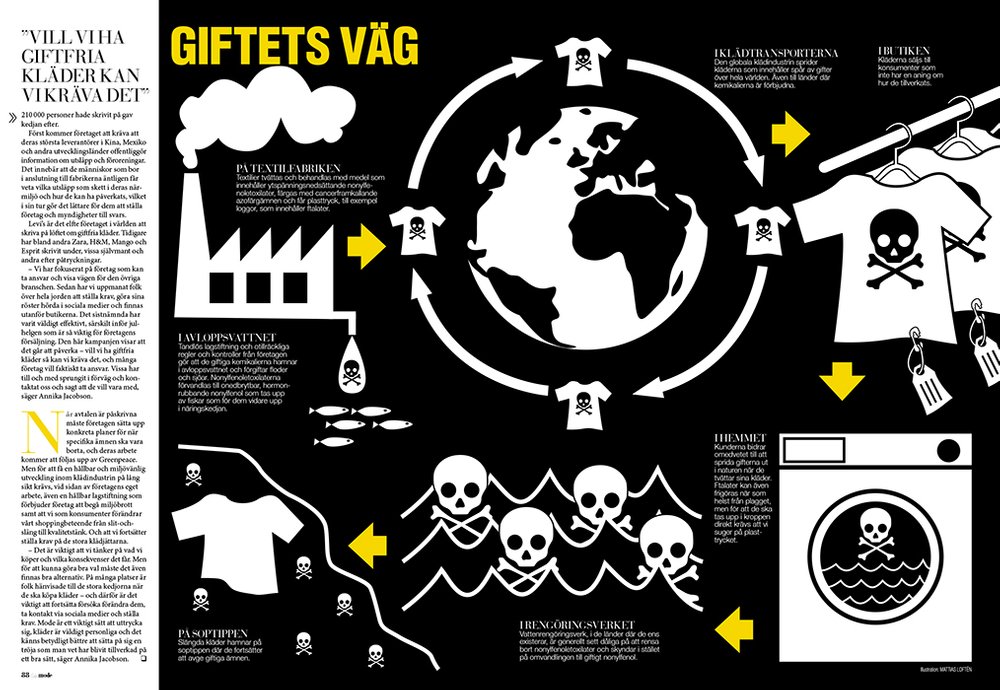 ”VILL VI HA
GIFTFRIA
KLÄDER KAN
VI KRÄVA DET”
210 000 personer hade skrivit på gav
kedjan efter.
Först kommer företaget att kräva att
deras största leverantörer i Kina, Mexiko
och andra utvecklingsländer offentliggör
information om utsläpp och föroreningar.
Det innebär att de människor som bor
i anslutning till fabrikerna äntligen får
veta vilka utsläpp som skett i deras när-
miljö och hur de kan ha påverkats, vilket
i sin tur gör det lättare för dem att ställa
företag och myndigheter till svars.
Levi’s är det elfte företaget i världen att
skriva på löftet om giftfria kläder. Tidigare
har bland andra Zara, H&M, Mango och
Esprit skrivit under, vissa självmant och
andra efter påtryckningar.
– Vi har fokuserat på företag som kan
ta ansvar och visa vägen för den övriga
branschen. Sedan har vi uppmanat folk
över hela jorden att ställa krav, göra sina
röster hörda i sociala medier och finnas
utanför butikerna. Det sistnämnda har
varit väldigt effektivt, särskilt inför jul-
helgen som är så viktig för företagens
försäljning. Den här kampanjen visar att
det går att påverka – vill vi ha giftfria
kläder så kan vi kräva det, och många
företag vill faktiskt ta ansvar. Vissa har
till och med sprungit i förväg och kon-
taktat oss och sagt att de vill vara med,
säger Annika Jacobson.
När avtalen är påskrivna
måste företagen sätta upp
konkreta planer för när
specifika ämnen ska vara
borta, och deras arbete
kommer att följas upp av Greenpeace.
Men för att få en hållbar och miljövänlig
utveckling inom klädindustrin på lång
sikt krävs, vid sidan av företagens eget
arbete, även en hållbar lagstiftning som
förbjuder företag att begå miljöbrott
samt att vi som konsumenter förändrar
vårt shoppingbeteende från slit-och-
släng till kvalitetstänk. Och att vi fortsätter
ställa krav på de stora klädjättarna.
– Det är viktigt att vi tänker på vad vi
köper och vilka konsekvenser det får. Men
för att kunna göra bra val måste det även
finnas bra alternativ. På många platser är
folk hänvisade till de stora kedjorna när
de ska köpa kläder – och därför är det
viktigt att fortsätta försöka förändra dem,
ta kontakt via sociala medier och ställa
krav. Mode är ett viktigt sätt att uttrycka
sig, kläder är väldigt personliga och det
känns betydligt bättre att sätta på sig en
tröja som man vet har blivit tillverkad på
ett bra sätt, säger Annika Jacobson.
88 mode
GIFTETS VÄG
PÅ TEXTILFABRIKEN
Textilier tvättas och behandlas med medel som
innehåller ytspänningsnedsättande nonylfe-
noletoxilater, färgas med cancerframkallande
azofärgämnen och får plasttryck, till exempel
loggor, som innehåller ftalater.
I KLÄDTRANSPORTERNA
Den globala klädindustrin sprider
kläderna som innehåller spår av gifter
över hela världen. Även till länder där
kemikalierna är förbjudna.
I BUTIKEN
Kläderna säljs till
konsumenter som
inte har en aning om
hur de tillverkats.
I AVLOPPSVATTNET
Tandlös lagstiftning och otillräckliga
regler och kontroller från företagen
gör att de giftiga kemikalierna hamnar
i avloppsvattnet och förgiftar floder
och sjöar. Nonylfenoletoxilaterna
förvandlas till onedbrytbar, hormon-
rubbande nonylfenol som tas upp
av fiskar som för dem vidare upp
i näringskedjan.
I HEMMET
Kunderna bidrar
omedvetet till att
sprida gifterna ut
i naturen när de
tvättar sina kläder.
Ftalater kan även
frigöras när som
helst från plagget,
men för att de ska
tas upp i kroppen
direkt krävs att vi
suger på plast-
trycket.
I RENGÖRINGSVERKET
Vattenrengöringsverk, i de länder där de ens
existerar, är generellt sett dåliga på att rensa
bort nonylfenoletoxilater och skyndar i stället
på omvandlingen till giftigt nonylfenol.
PÅ SOPTIPPEN
Slängda kläder hamnar på
soptippen där de fortsätter
att avge giftiga ämnen.
Illustration: MATTIAS LOFTÉN